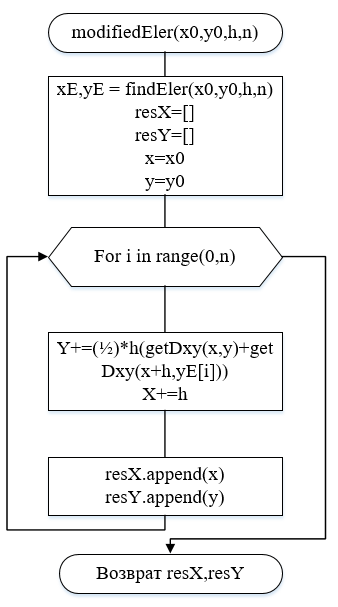 modifiedEler(x0,y0,h,n)
xE,yE = findEler(x0,y0,h,n)
resX=[]
resY=[]
x=x0
y=y0
For i in range(0,n)
Y+=(½)*h(getDxy(x,y)+get
Dxy(x+h,yE[i]))
X+=h
resX.append(x)
resY.append(y)
Возврат resX,resY